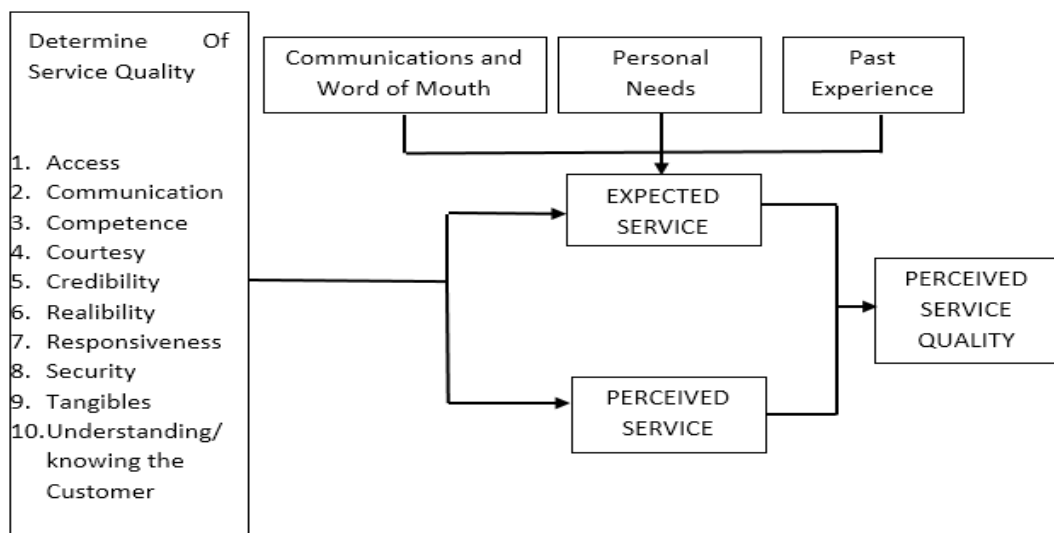 Determine Of
Service Quality
1. Access
2. Communication
3. Competence
4. Courtesy
5. Credibility
6. Realibility
7. Responsiveness
8. Security
9. Tangibles
10.Understanding/
knowing the
Customer
Communications and
Word of Mouth
Personal
Needs
Past
Experience
EXPECTED
SERVICE
PERCEIVED
SERVICE
PERCEIVED
SERVICE
QUALITY